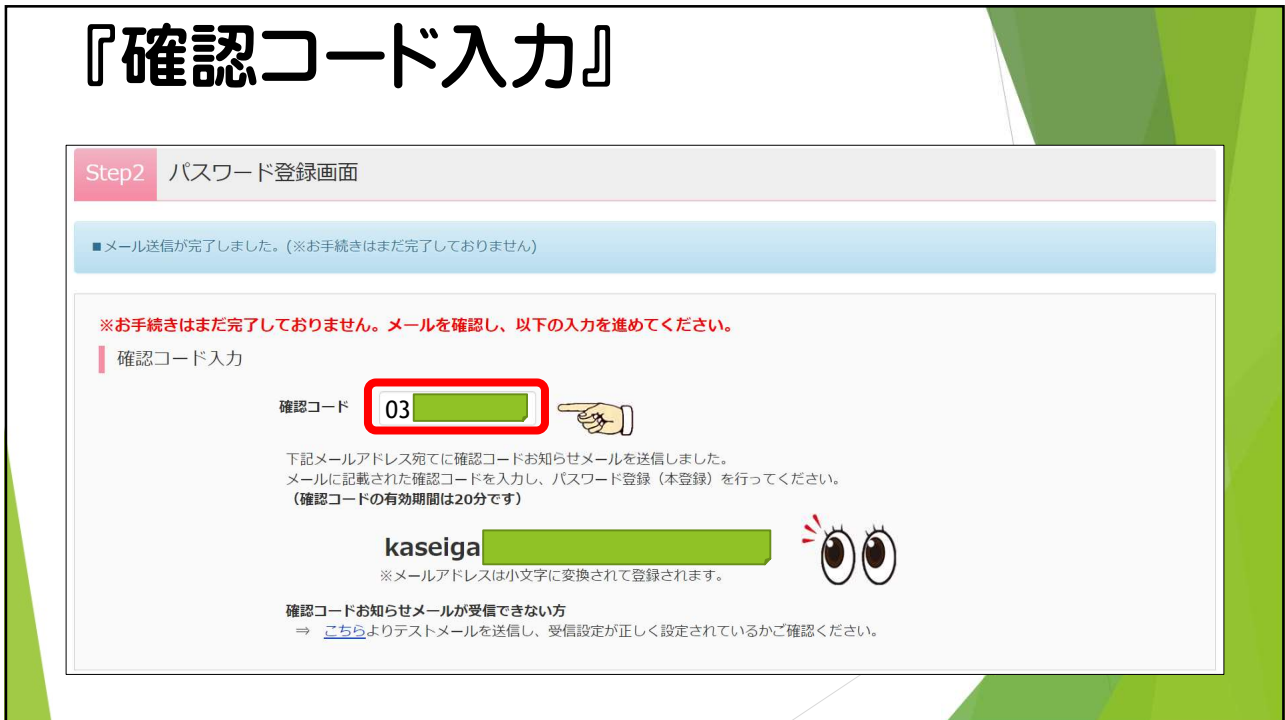 『確認コード入力』
Step2 パスワード登録画面
■メール送信が完了しました。(※お手続きはまだ完了しておりません)
※お手続きはまだ完了しておりません。メールを確認し、以下の入力を進めてください。
確認コード入力
確認コード 03
下記メールアドレス宛てに確認コードお知らせメールを送信しました。
メールに記載された確認コードを入力し、パスワード登録（本登録）を行ってください。
（確認コードの有効期間は20分です）
kaseiga
※メールアドレスは小文字に変換されて登録されます。
確認コードお知らせメールが受信できない方
⇒ こちらよりテストメールを送信し、受信設定が正しく設定されているかご確認ください。